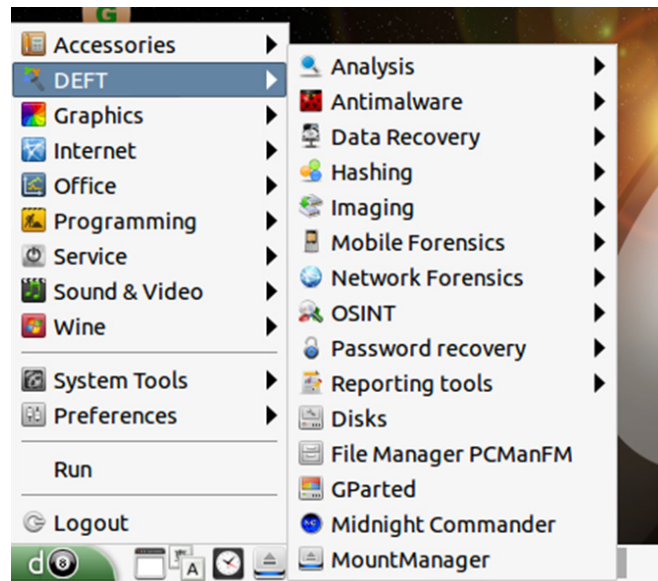 G
Accessories
DEFT
Graphics
Internet
Office
Programming
Service
Sound & Video
Wine
System Tools
Preferences
Run
Logout
Analysis
Antimalware
Data Recovery
Hashing
Imaging
Mobile Forensics
Network Forensics
OSINT
Password recovery
Reporting tools
Disks
File Manager PCManFM
GParted
Midnight Commander
MountManager
d8
A